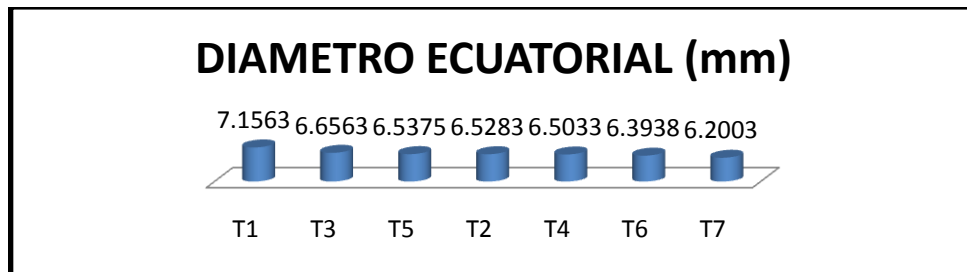 DIAMETRO ECUATORIAL (mm)
7.1563 6.6563 6.5375 6.5283 6.5033 6.3938 6.2003
T1 T3 T5 T2 T4 T6 T7